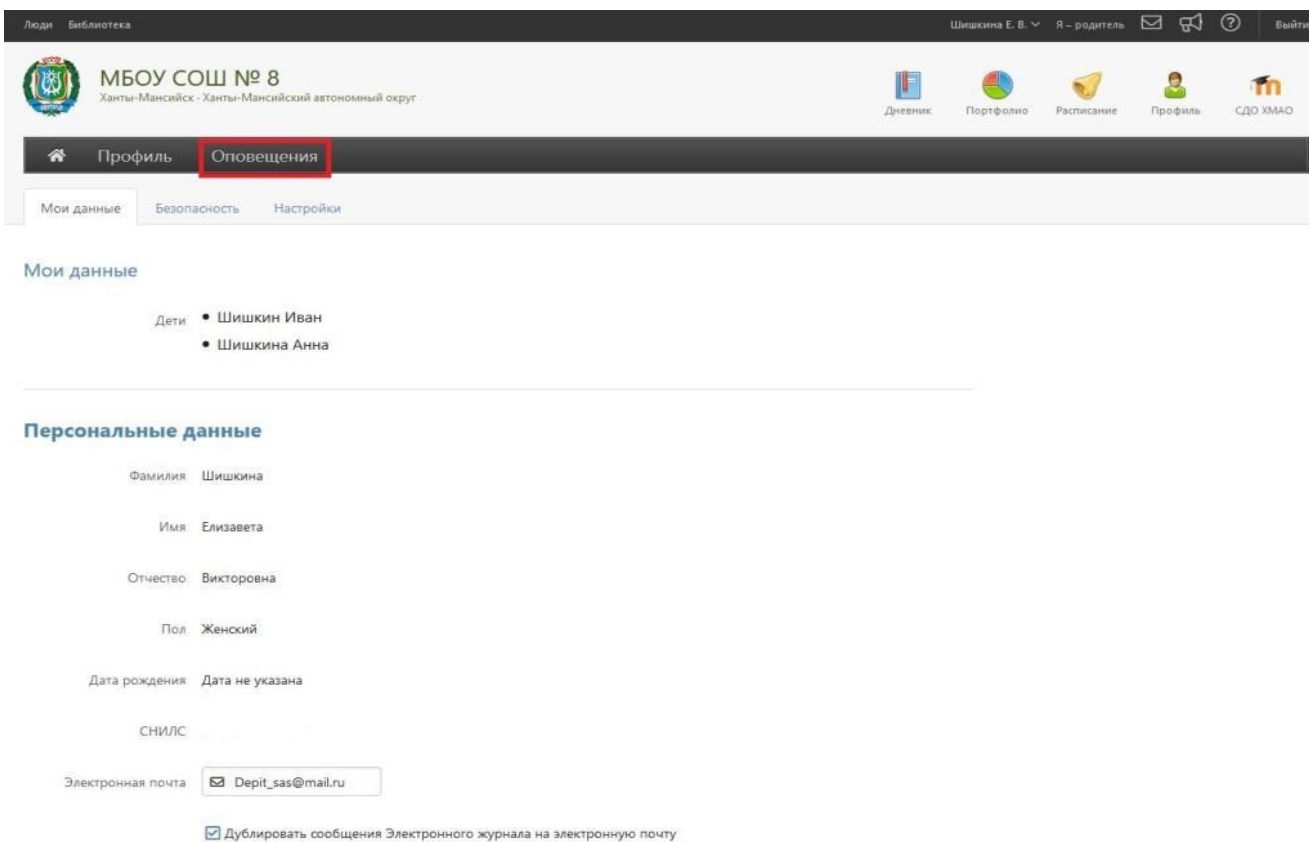 Люди Библиотека Шишкина Е. В. Я – родитель Выйти
МБОУ СОШ № 8
Ханты-Мансийск - Ханты-Мансийский автономный округ
Дневник Портфолио Расписание Профиль СДО ХМАО
Профиль Оповещения
Мои данные Безопасность Настройки
Мои данные
Дети • Шишкин Иван
• Шишкина Анна
Персональные данные
Фамилия Шишкина
Имя Елизавета
Отчество Викторовна
Пол Женский
Дата рождения Дата не указана
СНИЛС
Электронная почта Depit_sas@mail.ru
Дублировать сообщения Электронного журнала на электронную почту